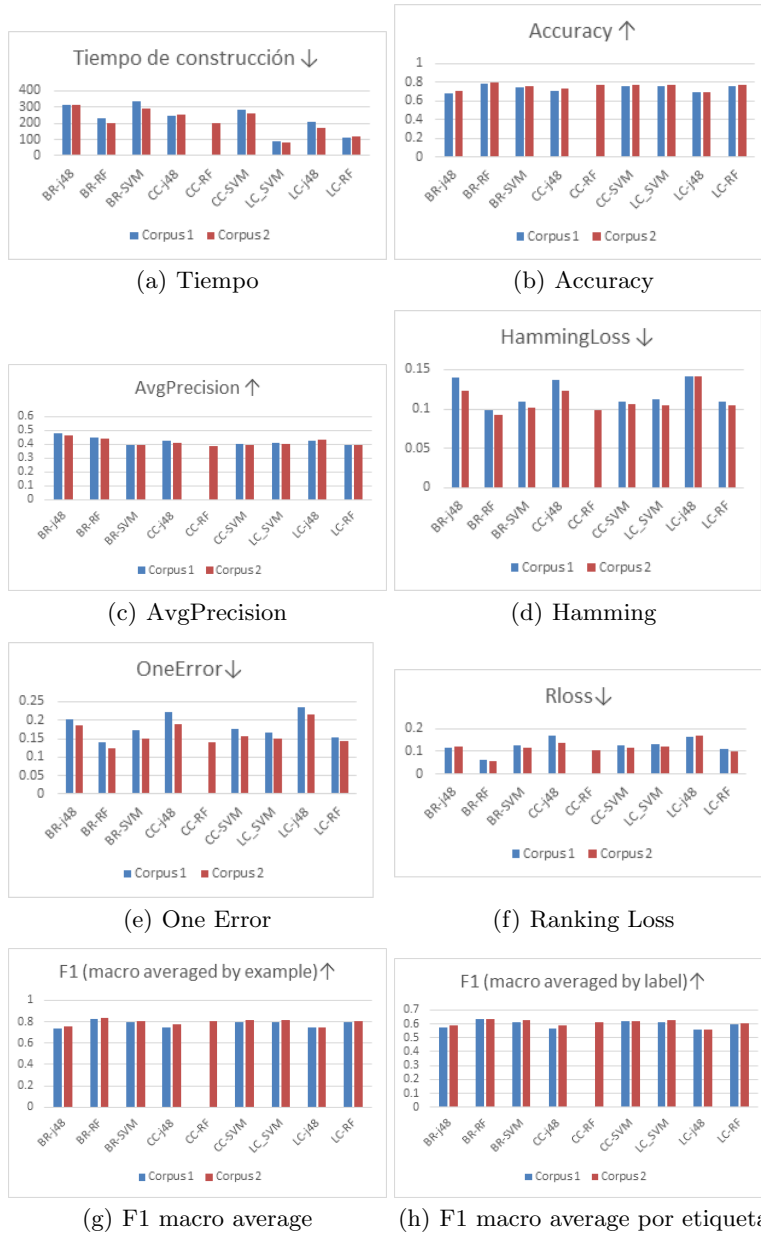 Tiempo de construcción ↓
400
300
200
100
0
BR-j48 BR-RF BR-SVM CC-j48 CC-RF CC-SVM LC_SVM LC-j48 LC-RF
Corpus 1 Corpus 2
(a) Tiempo
Accuracy ↑
1
0.8
0.6
0.4
0.2
0
BR-j48 BR-RF BR-SVM CC-j48 CC-RF CC-SVM LC_SVM LC-j48 LC-RF
Corpus 1 Corpus 2
(b) Accuracy
AvgPrecision ↑
0.6
0.5
0.4
0.3
0.2
0.1
0
BR-j48 BR-RF BR-SVM CC-j48 CC-RF CC-SVM LC_SVM LC-j48 LC-RF
Corpus 1 Corpus 2
(c) AvgPrecision
HammingLoss ↓
0.15
0.1
0.05
0
BR-j48 BR-RF BR-SVM CC-j48 CC-RF CC-SVM LC_SVM LC-j48 LC-RF
Corpus 1 Corpus 2
(d) Hamming
OneError↓
0.25
0.2
0.15
0.1
0.05
0
BR-j48 BR-RF BR-SVM CC-j48 CC-RF CC-SVM LC_SVM LC-j48 LC-RF
Corpus 1 Corpus 2
(e) One Error
Rloss↓
0.2
0.1
0
BR-j48 BR-RF BR-SVM CC-j48 CC-RF CC-SVM LC_SVM LC-j48 LC-RF
Corpus 1 Corpus 2
(f) Ranking Loss
F1 (macro averaged by example)↑
1
0.8
0.6
0.4
0.2
0
BR-j48 BR-RF BR-SVM CC-j48 CC-RF CC-SVM LC_SVM LC-j48 LC-RF
Corpus 1 Corpus 2
(g) F1 macro average
F1 (macro averaged by label)↑
0.7
0.6
0.5
0.4
0.3
0.2
0.1
0
BR-j48 BR-RF BR-SVM CC-j48 CC-RF CC-SVM LC_SVM LC-j48 LC-RF
Corpus 1 Corpus 2
(h) F1 macro average por etiqueta